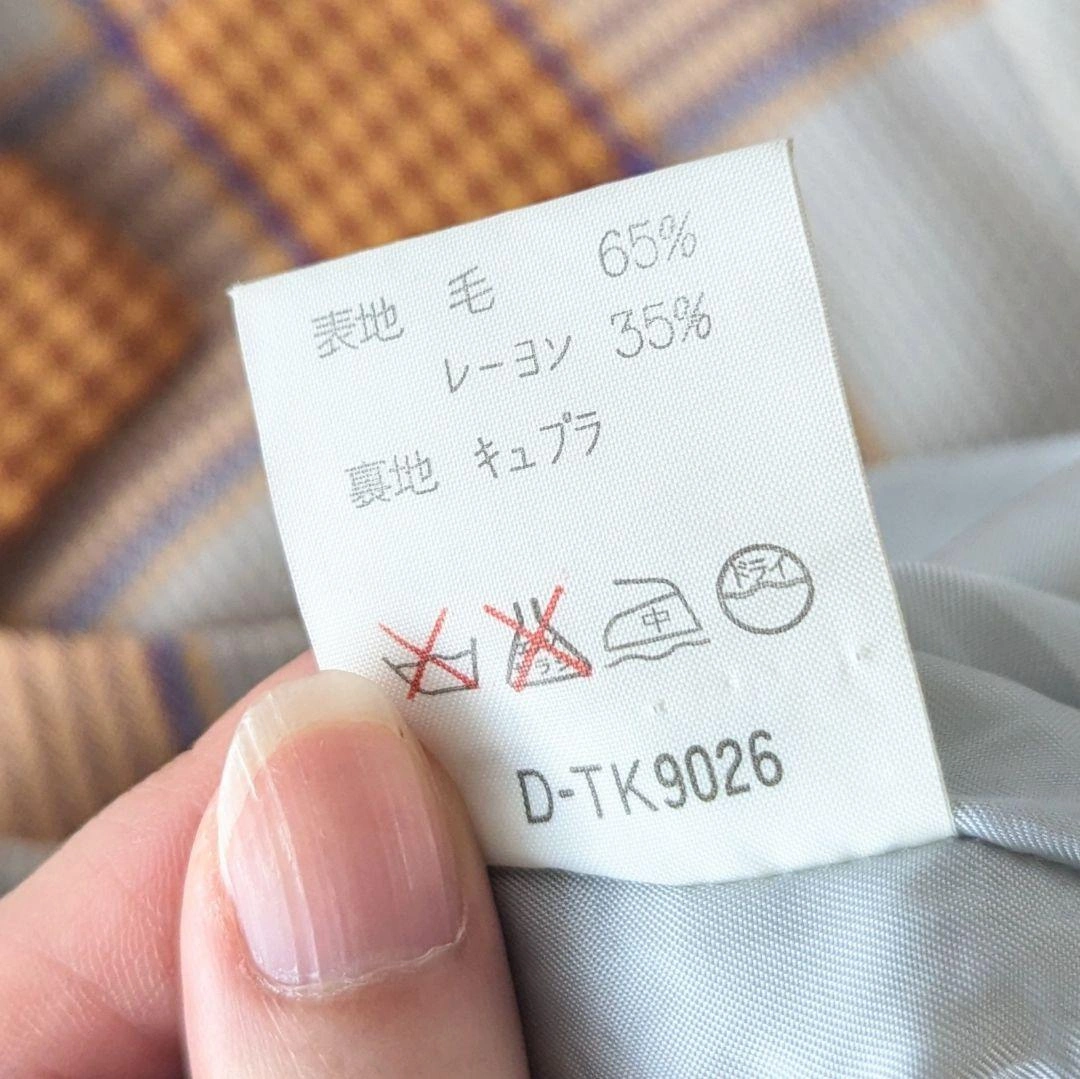 表地 毛 65%
レーヨン 35%
裏地 キュプラ
中 ドライ
D-TK9026